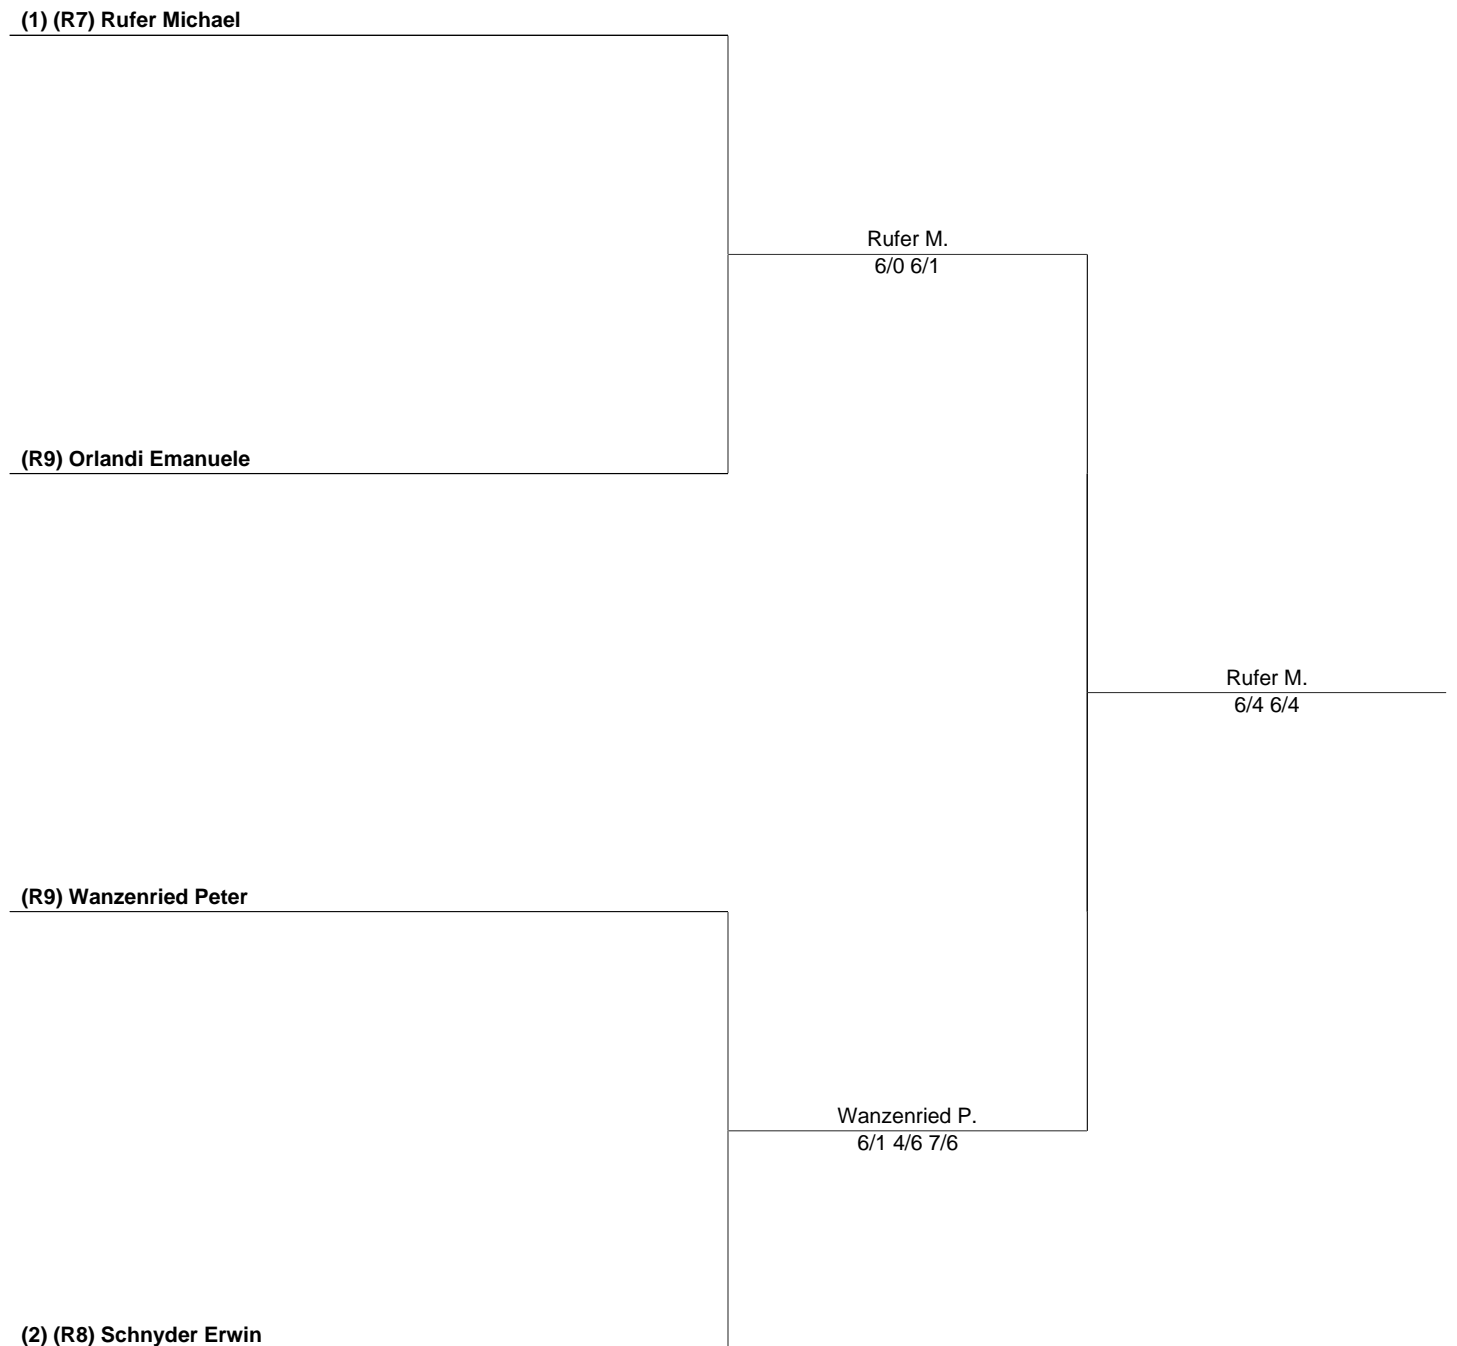 (1) (R7) Rufer Michael
Rufer M.
6/0 6/1
(R9) Orlandi Emanuele
Rufer M.
6/4 6/4
(R9) Wanzenried Peter
Wanzenried P.
6/1 4/6 7/6
(2) (R8) Schnyder Erwin